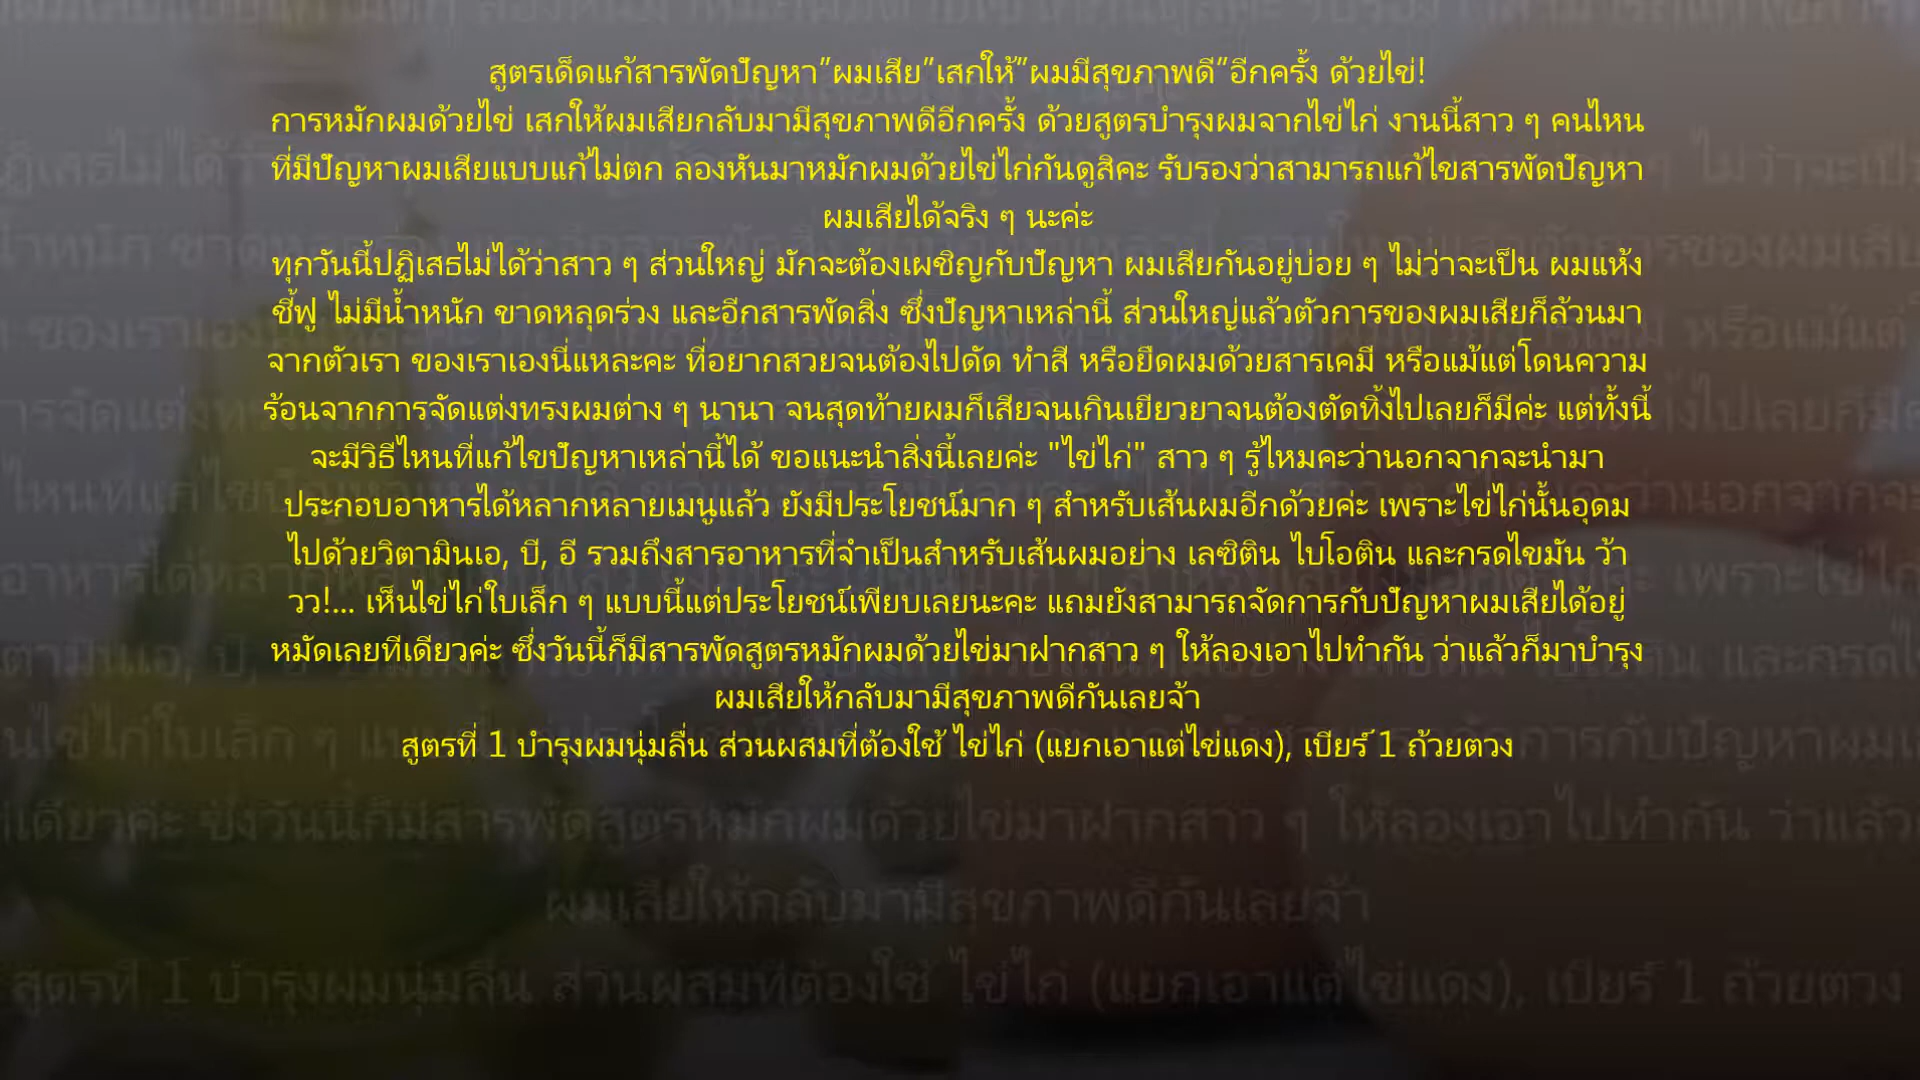 สูตรเด็ดแก้สารพัดปัญหา”ผมเสีย”เสกให้”ผมมีสุขภาพดี”อีกครั้ง ด้วยไข่!
การหมักผมด้วยไข่ เสกให้ผมเสียกลับมามีสุขภาพดีอีกครั้ง ด้วยสูตรบำรุงผมจากไข่ไก่ งานนี้สาว ๆ คนไหน
ที่มีปัญหาผมเสียแบบแก้ไม่ตก ลองหันมาหมักผมด้วยไข่ไก่กันดูสิคะ รับรองว่าสามารถแก้ไขสารพัดปัญหา
ผมเสียได้จริง ๆ นะค่ะ
ทุกวันนี้ปฏิเสธไม่ได้ว่าสาว ๆ ส่วนใหญ่ มักจะต้องเผชิญกับปัญหา ผมเสียกันอยู่บ่อย ๆ ไม่ว่าจะเป็น ผมแห้ง
ชี้ฟู ไม่มีน้ำหนัก ขาดหลุดร่วง และอีกสารพัดสิ่ง ซึ่งปัญหาเหล่านี้ ส่วนใหญ่แล้วตัวการของผมเสียก็ล้วนมา
จากตัวเรา ของเราเองนี่แหละคะ ที่อยากสวยจนต้องไปดัด ทำสี หรือยืดผมด้วยสารเคมี หรือแม้แต่โดนความ
ร้อนจากการจัดแต่งทรงผมต่าง ๆ นานา จนสุดท้ายผมก็เสียจนเกินเยียวยาจนต้องตัดทิ้งไปเลยก็มีค่ะ แต่ทั้งนี้
จะมีวิธีไหนที่แก้ไขปัญหาเหล่านี้ได้ ขอแนะนำสิ่งนี้เลยค่ะ "ไข่ไก่" สาว ๆ รู้ไหมคะว่านอกจากจะนำมา
ประกอบอาหารได้หลากหลายเมนูแล้ว ยังมีประโยชน์มาก ๆ สำหรับเส้นผมอีกด้วยค่ะ เพราะไข่ไก่นั้นอุดม
ไปด้วยวิตามินเอ, บี, อี รวมถึงสารอาหารที่จำเป็นสำหรับเส้นผมอย่าง เลซิติน ไบโอติน และกรดไขมัน ว้า
วว!... เห็นไข่ไก่ใบเล็ก ๆ แบบนี้แต่ประโยชน์เพียบเลยนะคะ แถมยังสามารถจัดการกับปัญหาผมเสียได้อยู่
หมัดเลยทีเดียวค่ะ ซึ่งวันนี้ก็มีสารพัดสูตรหมักผมด้วยไข่มาฝากสาว ๆ ให้ลองเอาไปทำกัน ว่าแล้วก็มาบำรุง
ผมเสียให้กลับมามีสุขภาพดีกันเลยจ้า
สูตรที่ 1 บำรุงผมนุ่มลื่น ส่วนผสมที่ต้องใช้ ไข่ไก่ (แยกเอาแต่ไข่แดง), เบียร์ 1 ถ้วยตวง